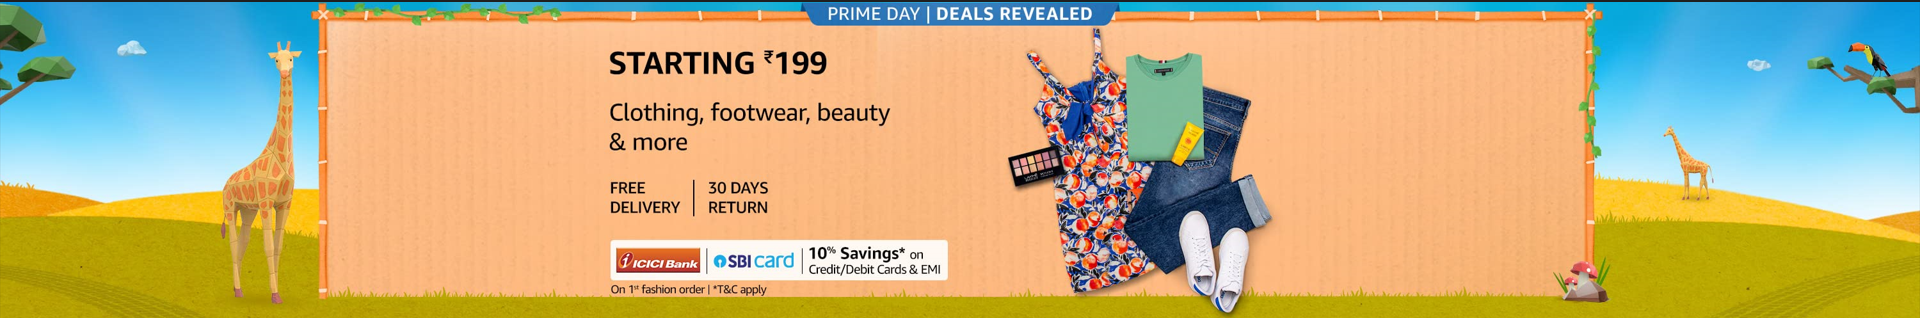 PRIME DAY | DEALS REVEALED
STARTING ₹199
Clothing, footwear, beauty
& more
FREE
DELIVERY
30 DAYS
RETURN
ICICI Bank
SBI card
10% Savings* on
Credit/Debit Cards & EMI
On 1st fashion order | *T&C apply